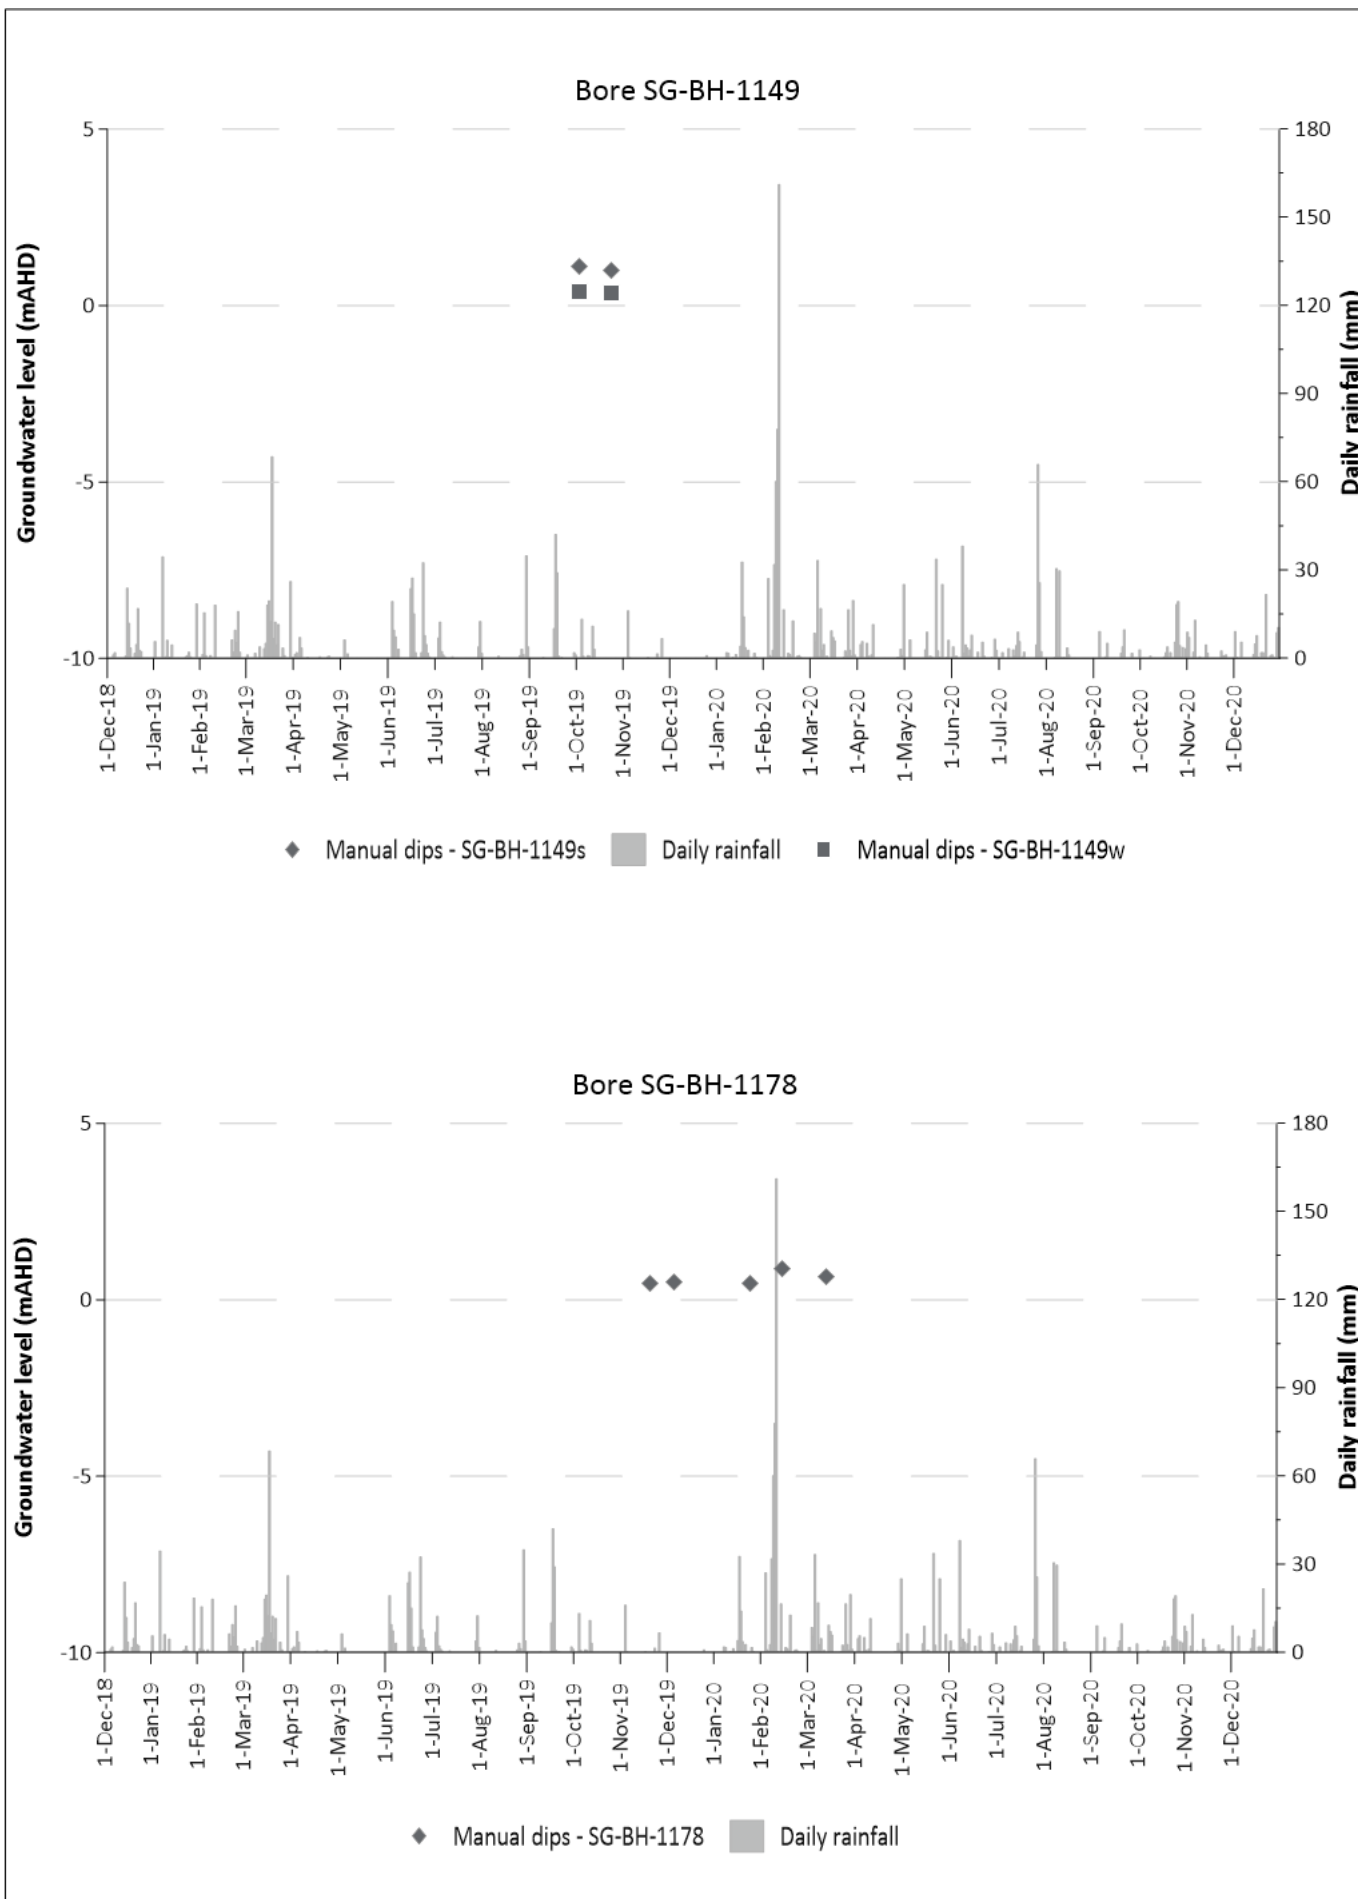 Bore SG-BH-1149
Groundwater level (mAHD)
5
0
-5
-10
180
150
120
90
60
30
0
Daily rainfall (mm)
1-Dec-18
1-Jan-19
1-Feb-19
1-Mar-19
1-Apr-19
1-May-19
1-Jun-19
1-Jul-19
1-Aug-19
1-Sep-19
1-Oct-19
1-Nov-19
1-Dec-19
1-Jan-20
1-Feb-20
1-Mar-20
1-Apr-20
1-May-20
1-Jun-20
1-Jul-20
1-Aug-20
1-Sep-20
1-Oct-20
1-Nov-20
1-Dec-20
Manual dips - SG-BH-1149s
Daily rainfall
Manual dips - SG-BH-1149w
Bore SG-BH-1178
Groundwater level (mAHD)
5
0
-5
-10
180
150
120
90
60
30
0
Daily rainfall (mm)
1-Dec-18
1-Jan-19
1-Feb-19
1-Mar-19
1-Apr-19
1-May-19
1-Jun-19
1-Jul-19
1-Aug-19
1-Sep-19
1-Oct-19
1-Nov-19
1-Dec-19
1-Jan-20
1-Feb-20
1-Mar-20
1-Apr-20
1-May-20
1-Jun-20
1-Jul-20
1-Aug-20
1-Sep-20
1-Oct-20
1-Nov-20
1-Dec-20
Manual dips - SG-BH-1178
Daily rainfall